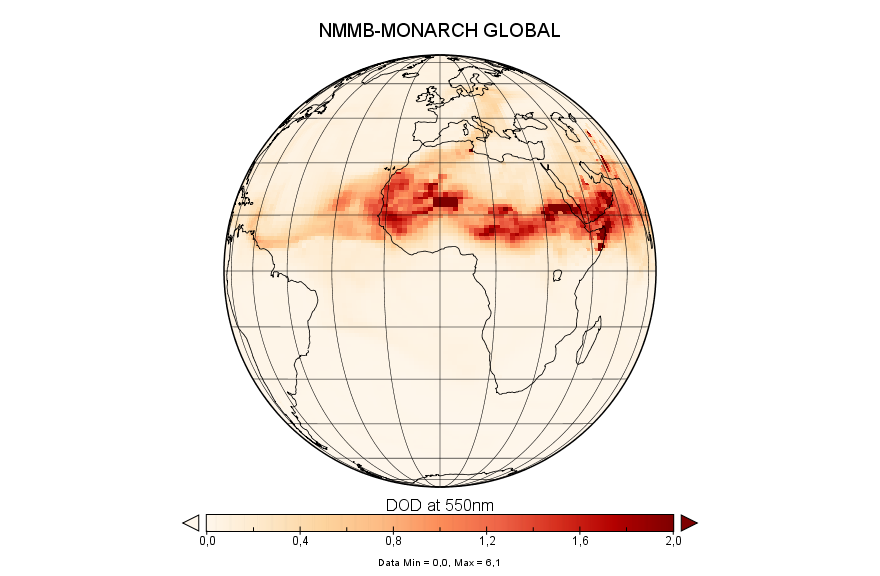 NMMB-MONARCH GLOBAL
DOD at 550nm
0,0 0,4 0,8 1,2 1,6 2,0
Data Min = 0,0, Max = 6,1